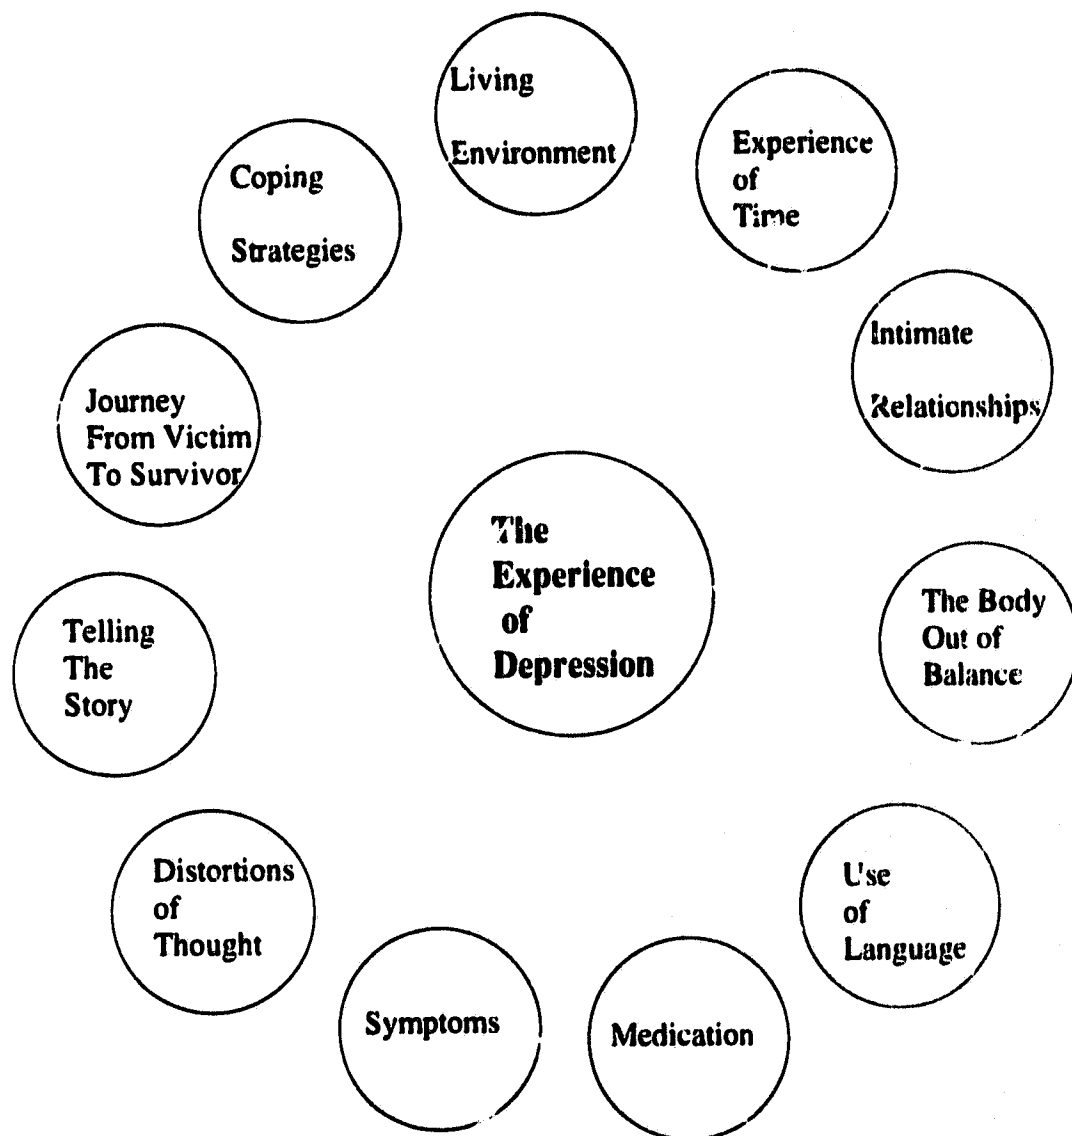 Living
Environment
Experience
of
Time
Coping
Strategies
Intimate
Relationships
Journey
From Victim
To Survivor
The
Experience
of
Depression
The Body
Out of
Balance
Telling
The
Story
Distortions
of
Thought
Use
of
Language
Symptoms
Medication